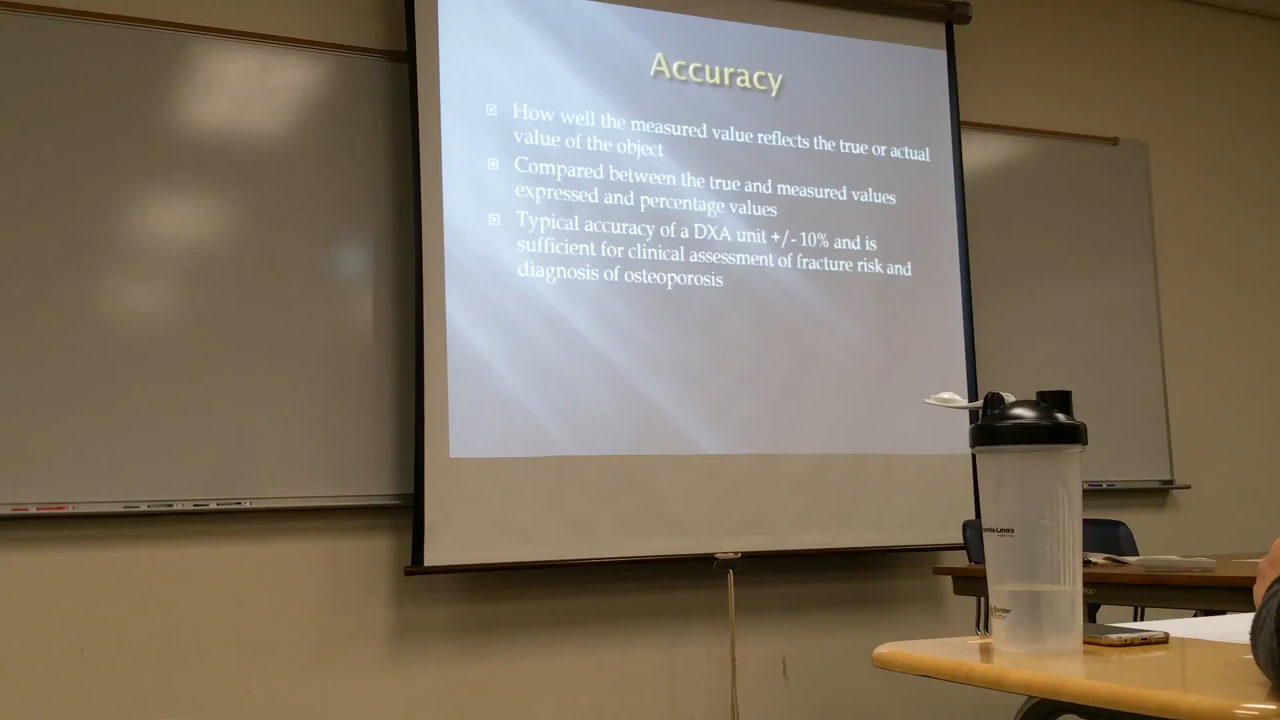 Accuracy
How well the measured value reflects the true or actual
value of the object
Compared between the true and measured values
expressed and percentage values
Typical accuracy of a DXA unit +/- 10% and is
sufficient for clinical assessment of fracture risk and
diagnosis of osteoporosis
Blender